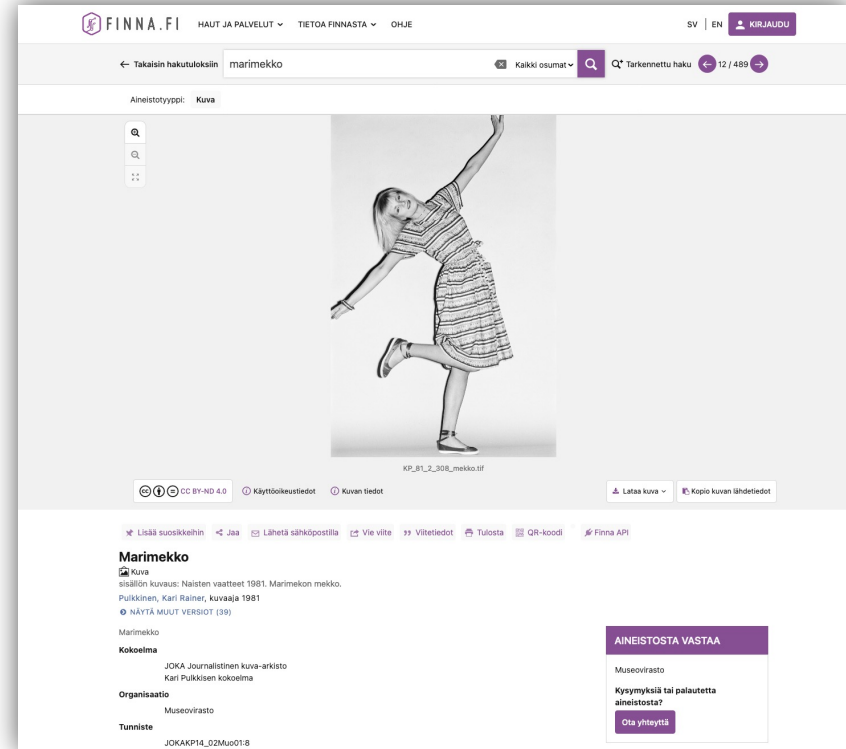 FINNA.FI HAUT JA PALVELUT TIETOA FINNASTA OHJE SV EN KIRJAUDU
Takaisin hakutuloksiin marimekko Kaikki osumat Tarkennettu haku 12 / 489
Aineistotyyppi: Kuva
KP_81_2_308_mekko.tif
CC BY-ND 4.0 Käyttöoikeustiedot Kuvan tiedot Lataa kuva Kopio kuvan lähdetiedot
Lisää suosikkeihin Jaa Lähetä sähköpostilla Vie viite Viitetiedot Tulosta QR-koodi Finna API
Marimekko
Kuva
sisällön kuvaus: Naisten vaatteet 1981. Marimekon mekko.
Pulkkinen, Kari Rainer, kuvaaja 1981
NÄYTÄ MUUT VERSIOT (39)
Marimekko
Kokoelma
JOKA Journalistinen kuva-arkisto
Kari Pulkkisen kokoelma
Organisaatio
Museovirasto
Tunniste
JOKAKP14_02Muo01:8
AINEISTOSTA VASTAA
Museovirasto
Kysymyksiä tai palautetta
aineistosta?
Ota yhteyttä